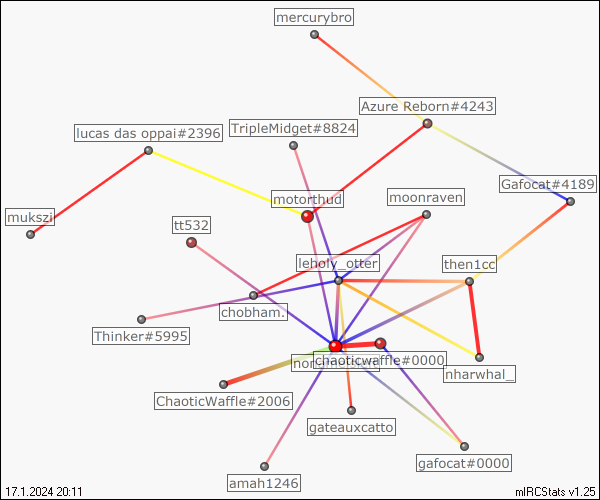 mercurybro
Azure Reborn#4243
lucas das oppai#2396
TripleMidget#8824
Gafocat#4189
motorthud
moonraven
mukszi
tt532
leholy_otter
then1cc
chobham.
Thinker#5995
chaoticwaffle#0000
nharwhal_
ChaoticWaffle#2006
gateauxcatto
gafocat#0000
amah1246
17.1.2024 20:11
mIRCStats v1.25